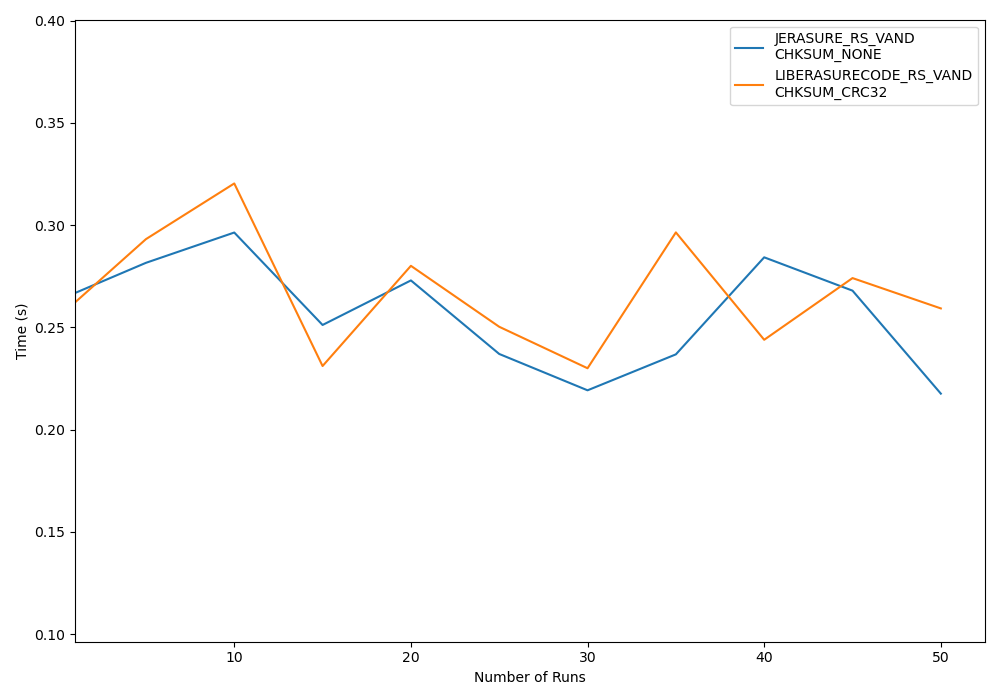 0.40
0.35
0.30
0.25
0.20
0.15
0.10
Time (s)
10
20
30
40
50
Number of Runs
JERASURE_RS_VAND
CHKSUM_NONE
LIBERASURECODE_RS_VAND
CHKSUM_CRC32